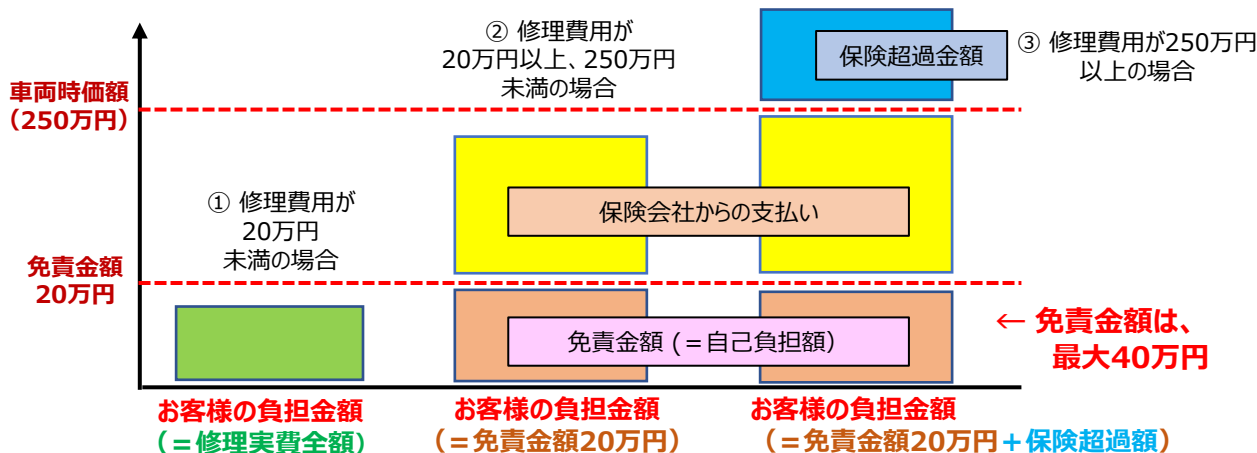 ② 修理費用が
20万円以上、250万円
未満の場合
保険超過金額
③ 修理費用が250万円
以上の場合
車両時価額
（250万円）
① 修理費用が
20万円
未満の場合
保険会社からの支払い
免責金額
20万円
免責金額 (＝自己負担額）
← 免責金額は、
最大40万円
お客様の負担金額
（＝修理実費全額）
お客様の負担金額
（＝免責金額20万円）
お客様の負担金額
（＝免責金額20万円＋保険超過額）